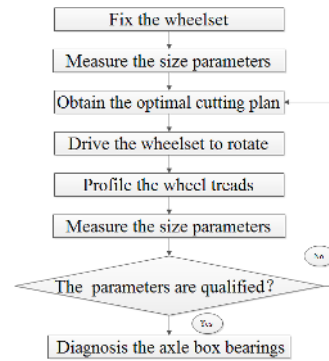 Fix the wheelset
Measure the size parameters
Obtain the optimal cutting plan
Drive the wheelset to rotate
Profile the wheel treads
Measure the size parameters
No
The parameters are qualified?
Yes
Diagnosis the axle box bearings